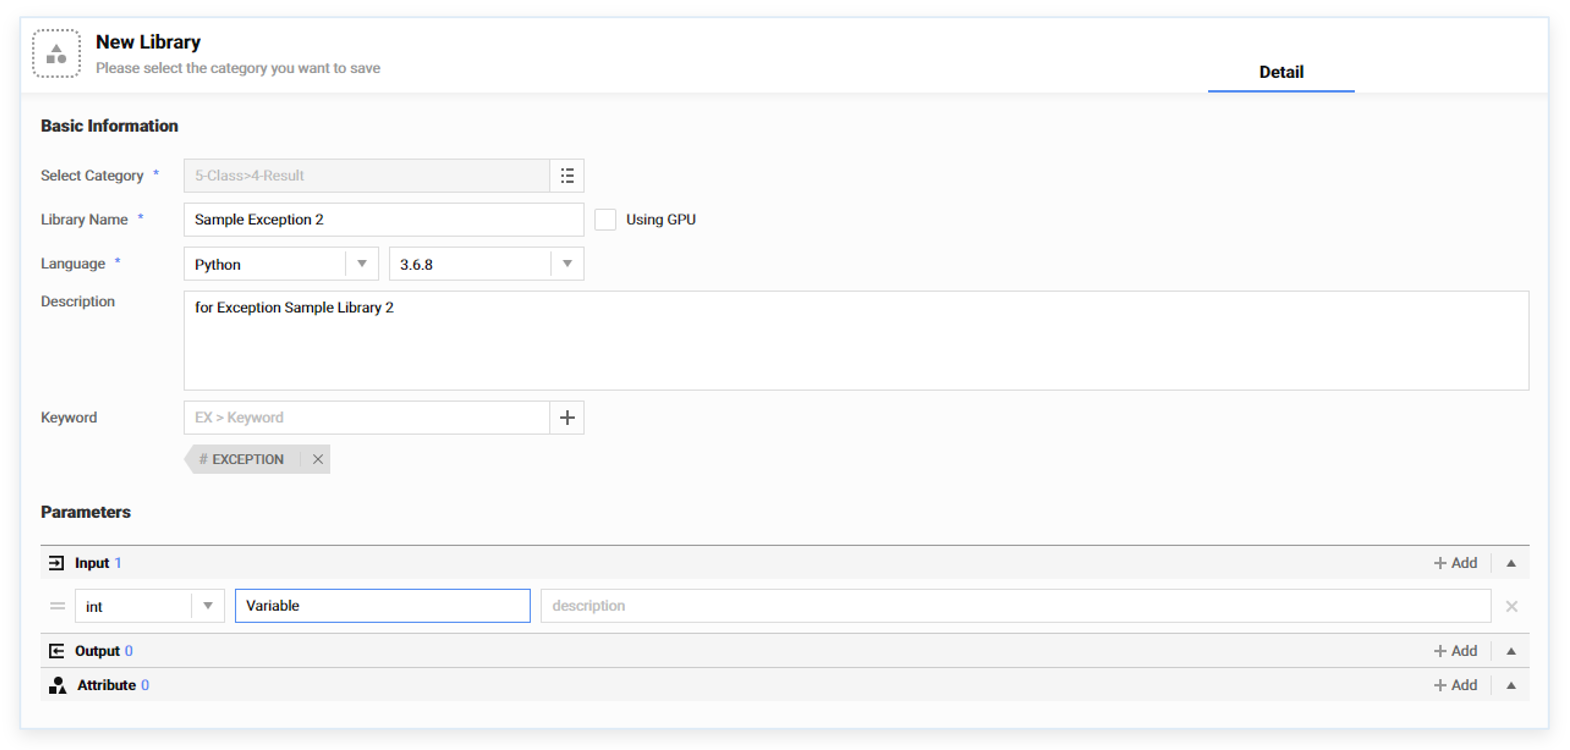 New Library
Please select the category you want to save
Detail
Basic Information
Select Category *
5-Class>4-Result
Library Name *
Sample Exception 2
Using GPU
Language *
Python
3.6.8
Description
for Exception Sample Library 2
Keyword
EX > Keyword
# EXCEPTION
Parameters
Input 1
+ Add
int
Variable
description
Output 0
+ Add
Attribute 0
+ Add